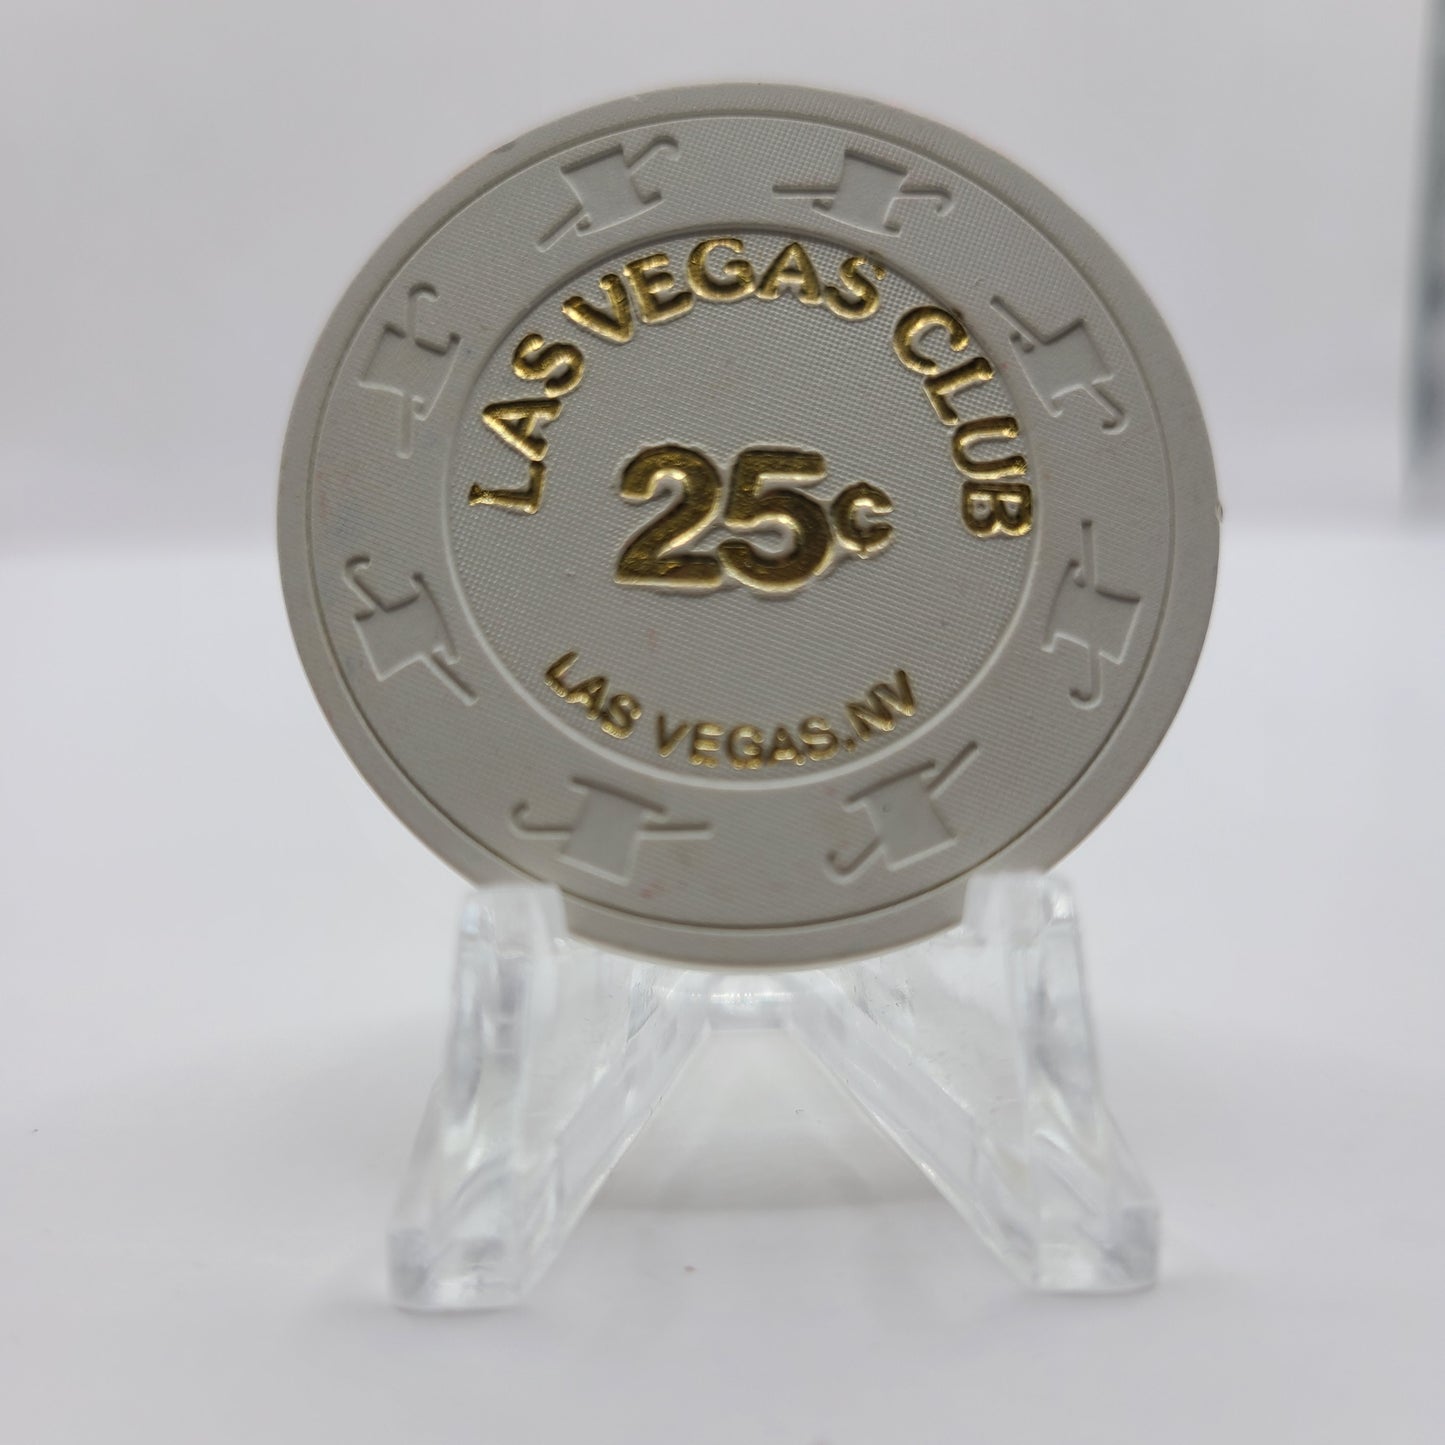 LAS VEGAS CLUB
25¢
LAS VEGAS, NV